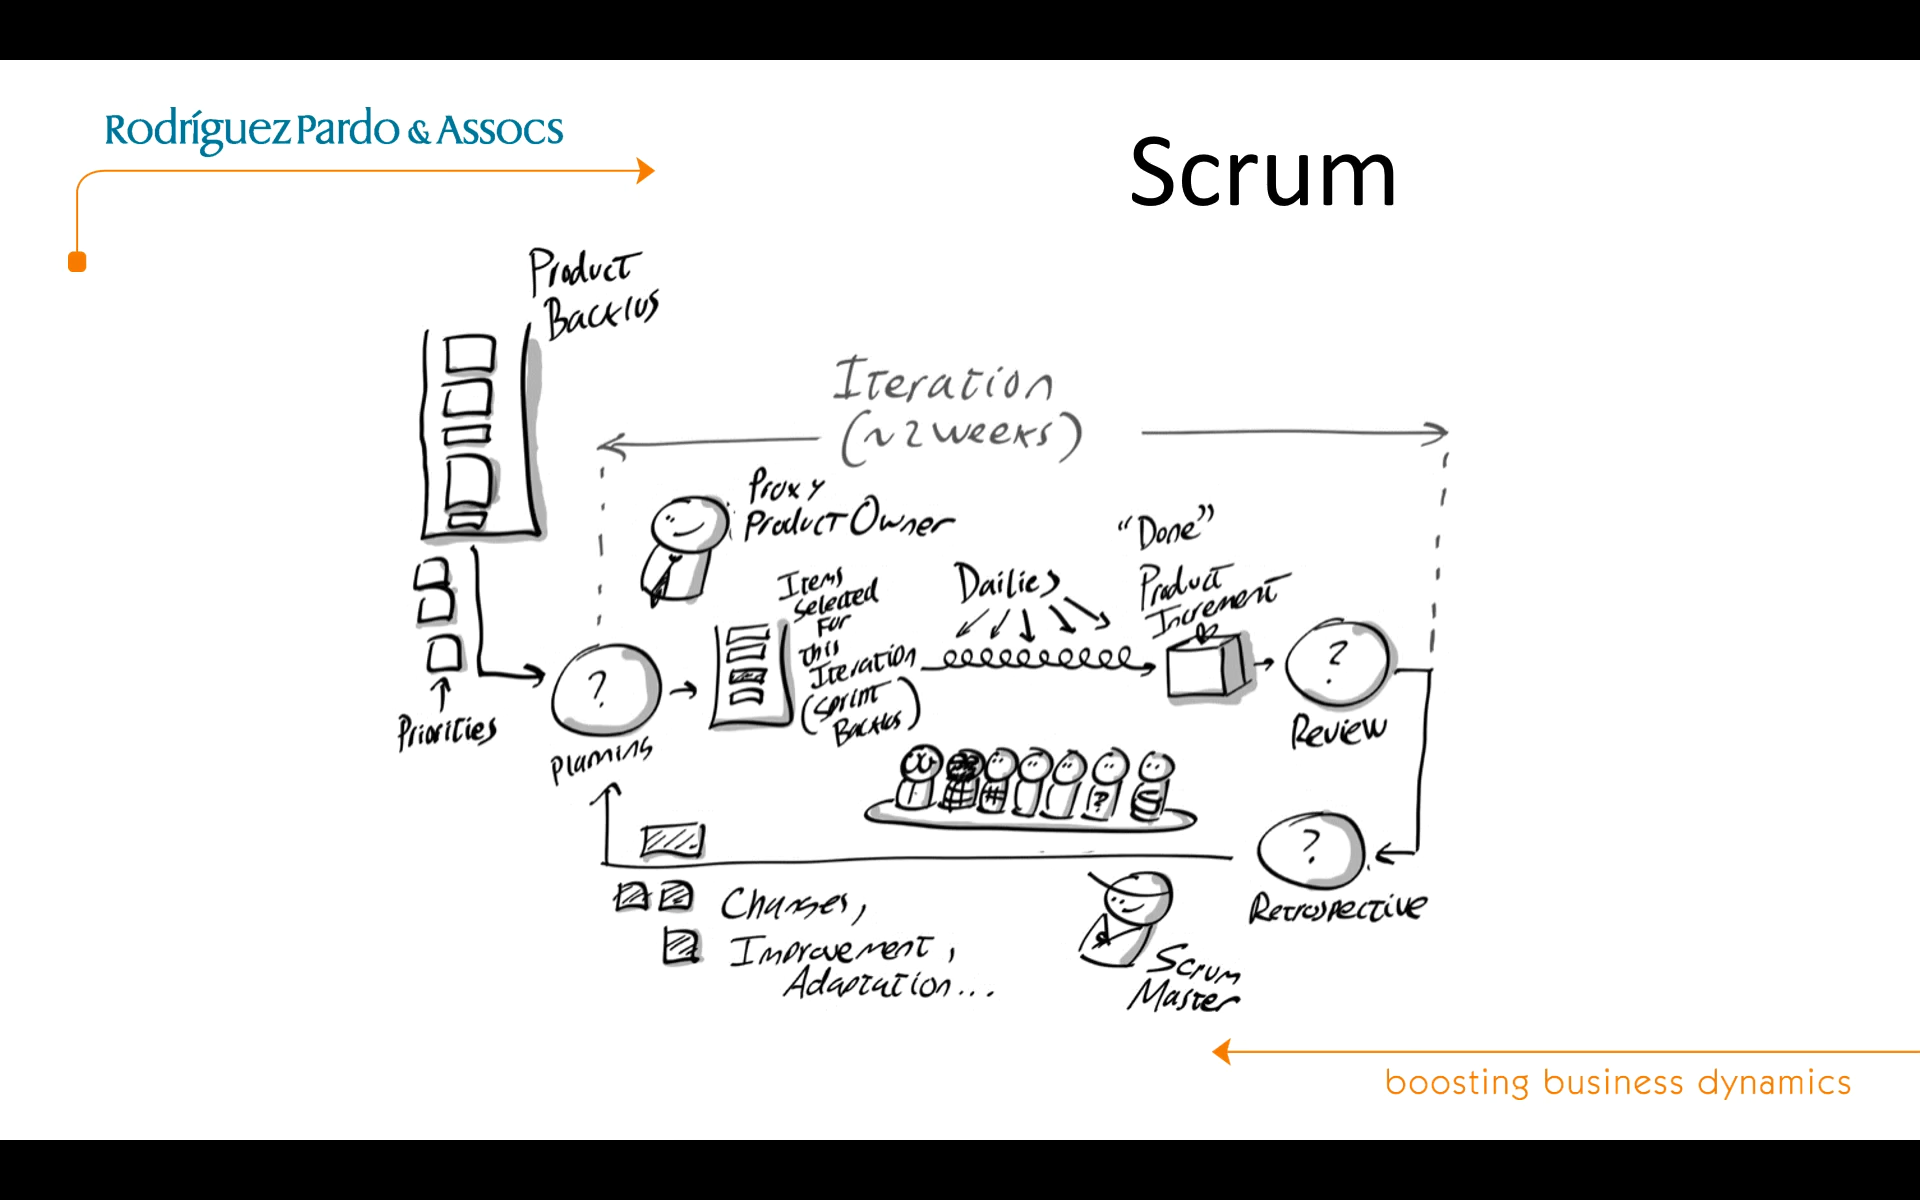 Rodríguez Pardo & Assocs
Scrum
Product
Backlog
Iteration
(~2 weeks)
Proxy
Product Owner
Items
Selected
For
this
Iteration
(Sprint
Backlog)
Dailies
"Done"
Product
Increment
?
Review
Priorities
?
Planning
?
Retrospective
Changes,
Improvement,
Adaptation...
Scrum
Master
?
boosting business dynamics